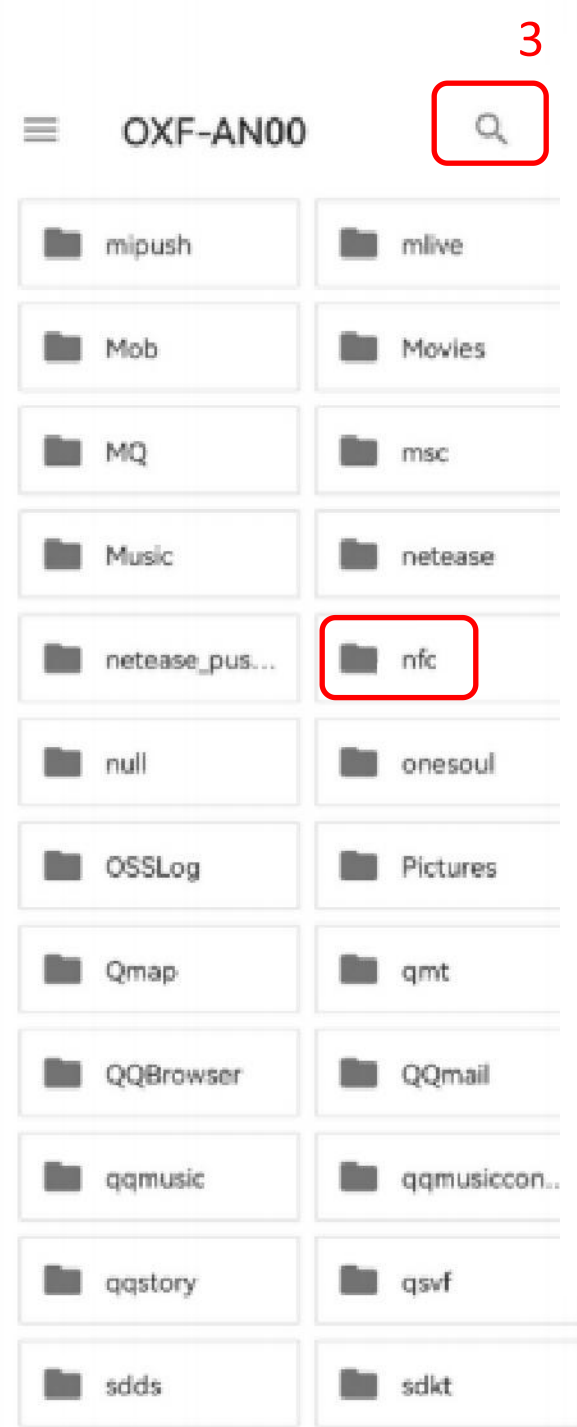 3
OXF-AN00
mipush
mlive
Mob
Movies
MQ
msc
Music
netease
netease_pus...
nfc
null
onesoul
OSSLog
Pictures
Qmap
qmt
QQBrowser
QQmail
qqmusic
qqmusiccon..
qqstory
qsvf
sdds
sdkt